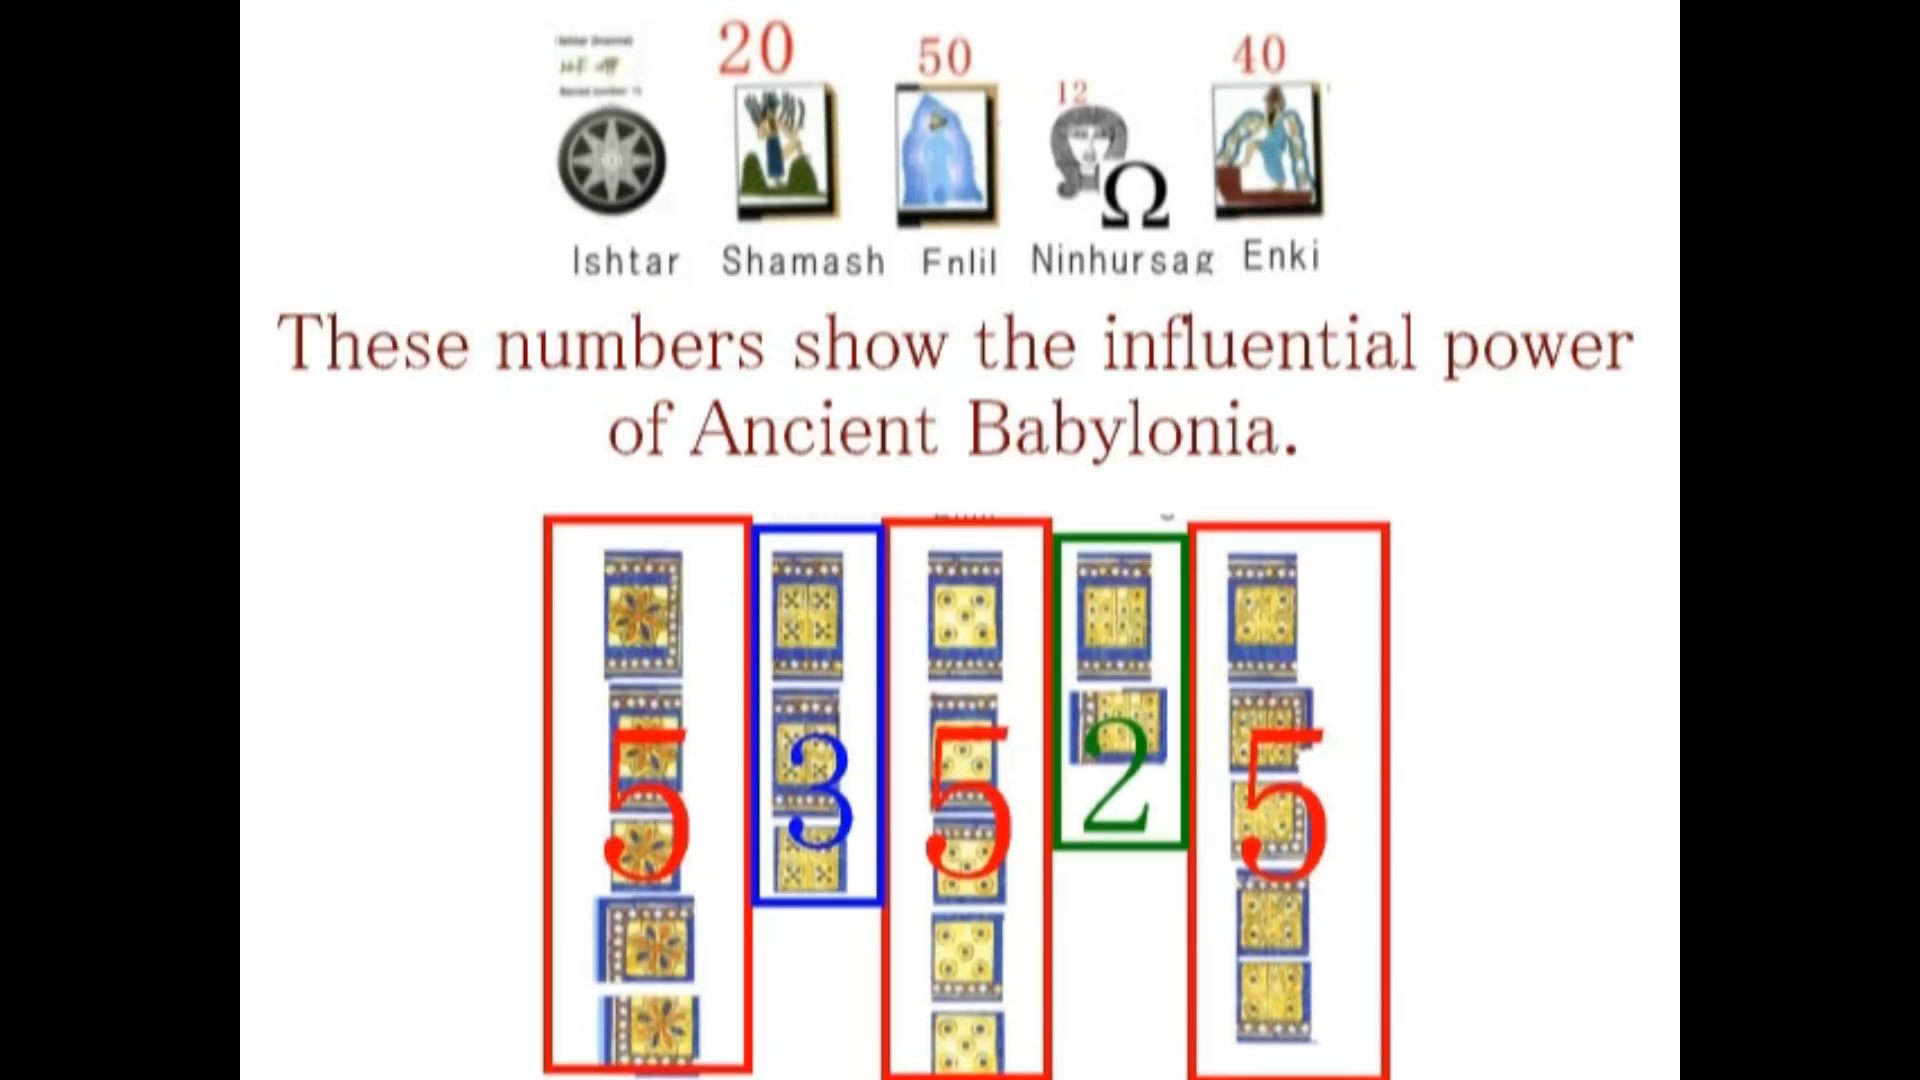 20 50 40
12
Ω
Ishtar Shamash Enlil Ninhursag Enki
These numbers show the influential power
of Ancient Babylonia.
5 3 5 2 5